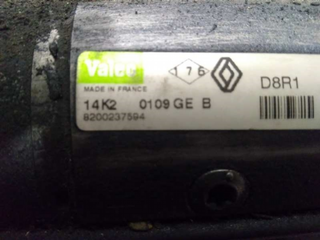 Valeo
176
D8R1
MADE IN FRANCE
14K2 0109 GE B
8200237594